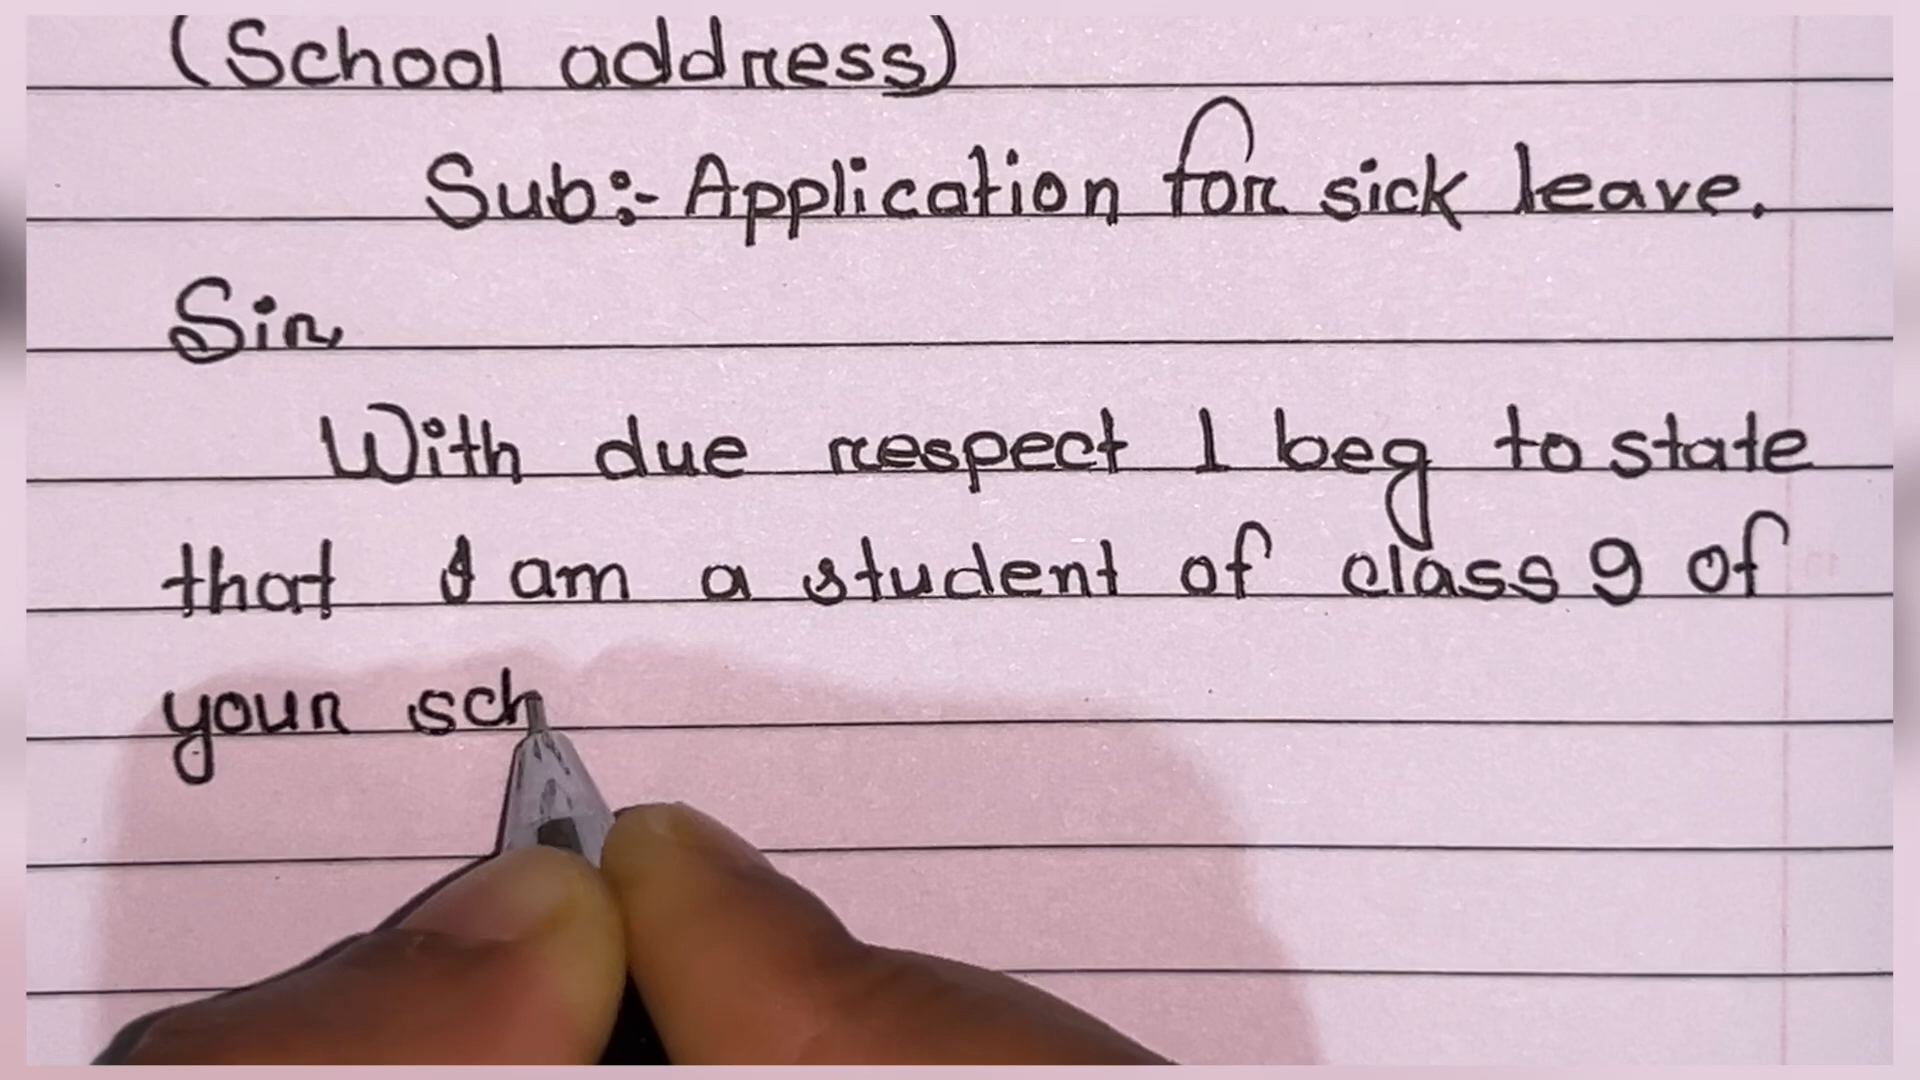 (School address)
Sub:- Application for sick leave.
Sir,
With due respect I beg to state
that I am a student of class 9 of
your sch